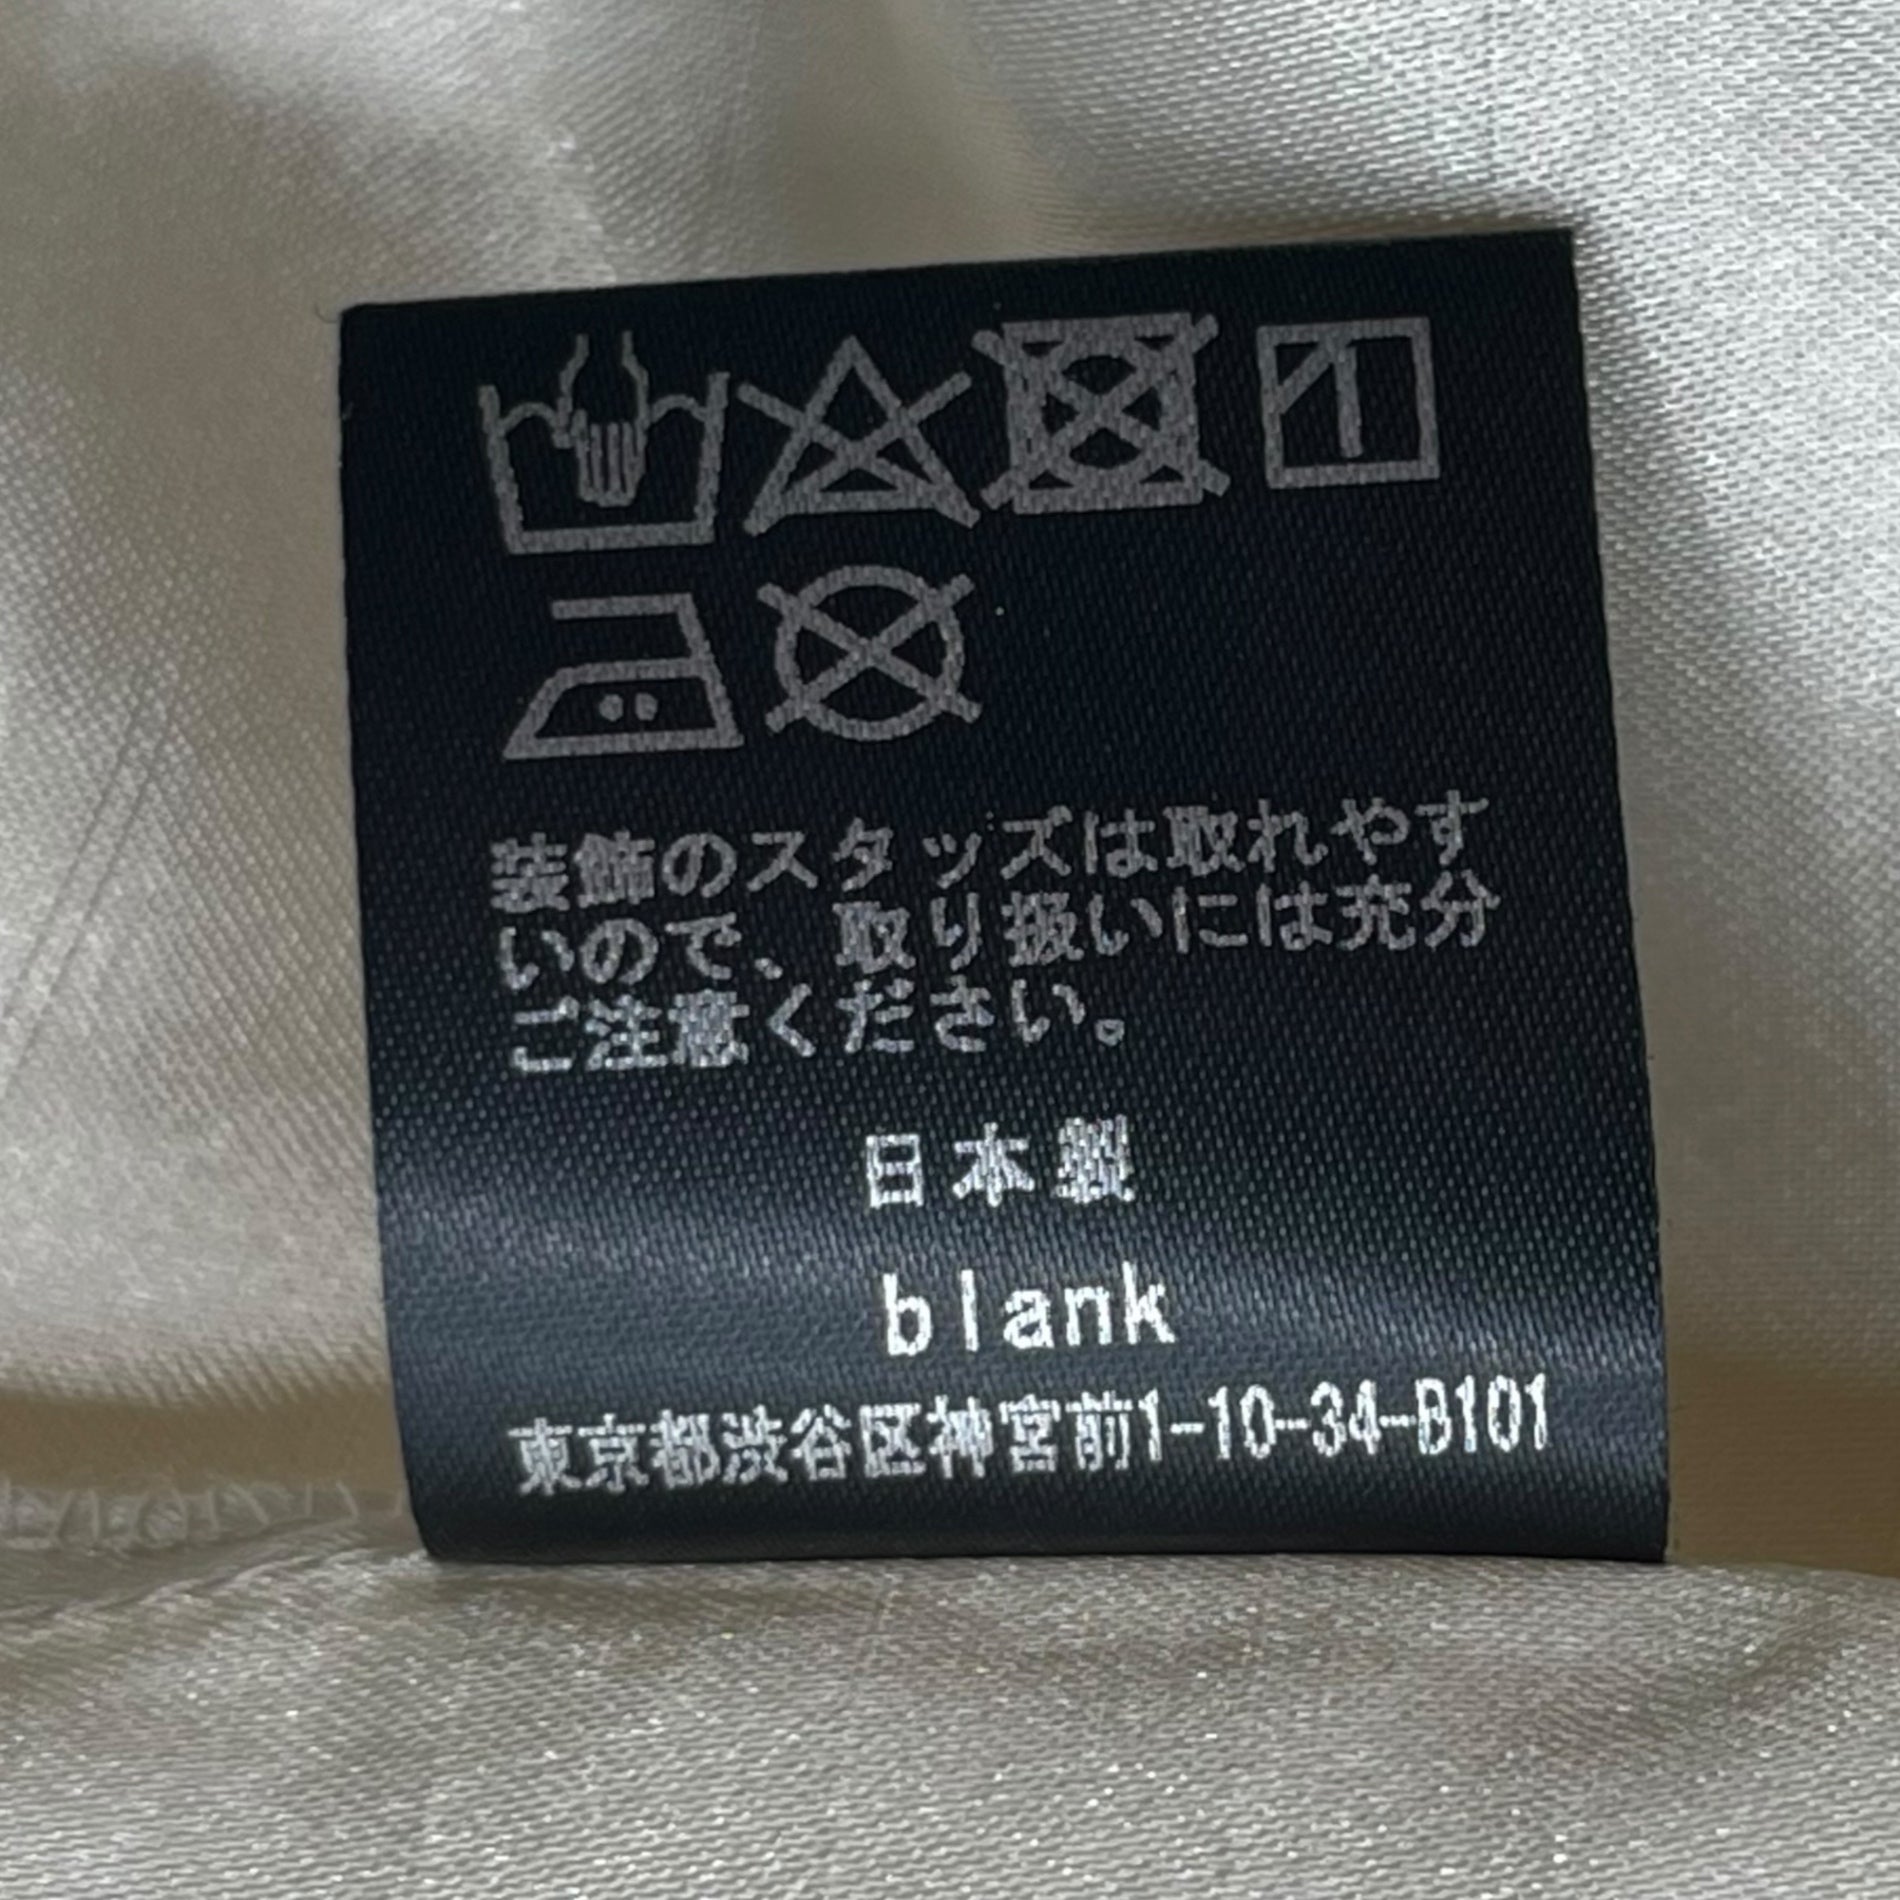 装飾のスタッズは取れやす
いので、取り扱いには充分
ご注意ください。
日本製
blank
東京都渋谷区神宮前1-10-34-B101